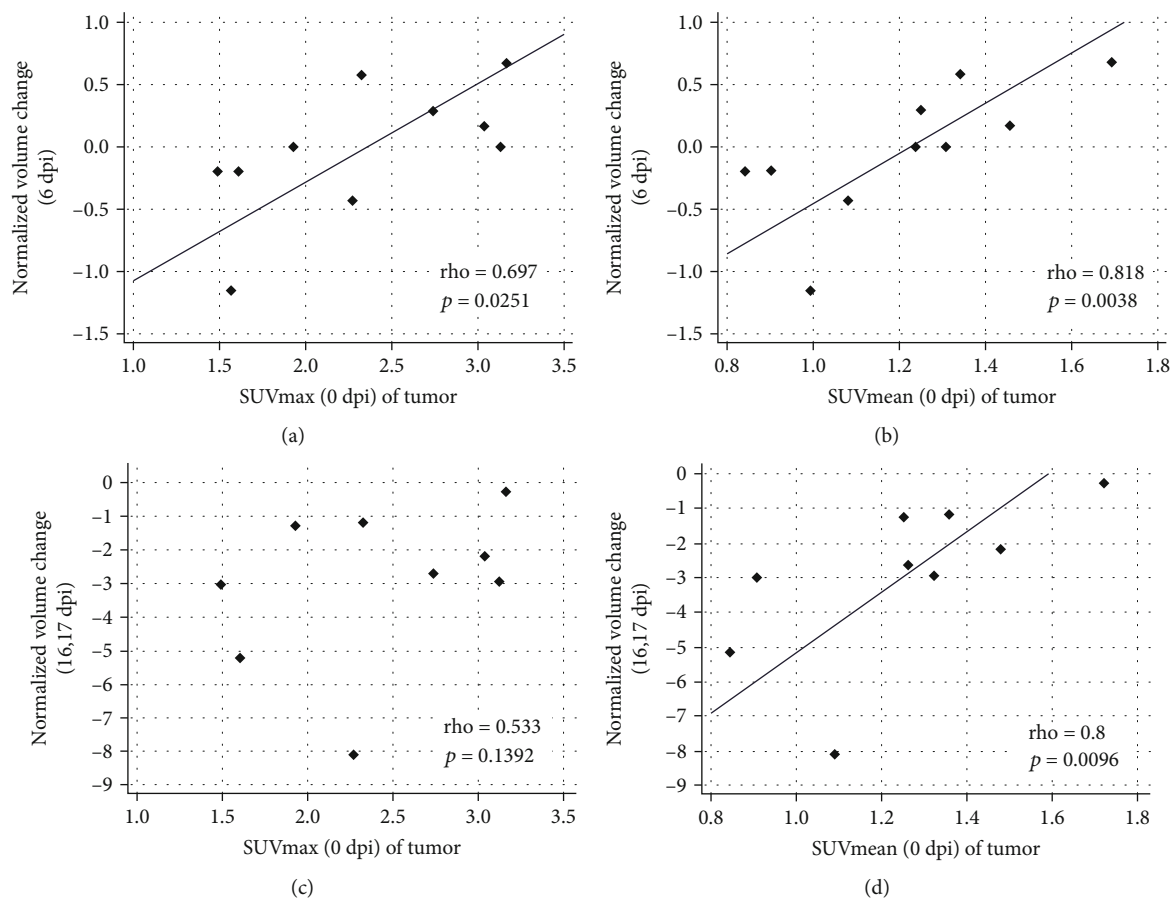 1.0
0.5
0.0
−0.5
−1.0
−1.5
Normalized volume change
(6 dpi)
rho = 0.697
p = 0.0251
1.0 1.5 2.0 2.5 3.0 3.5
SUVmax (0 dpi) of tumor
(a)
1.0
0.5
0.0
−0.5
−1.0
−1.5
Normalized volume change
(6 dpi)
rho = 0.818
p = 0.0038
0.8 1.0 1.2 1.4 1.6 1.8
SUVmean (0 dpi) of tumor
(b)
0
−1
−2
−3
−4
−5
−6
−7
−8
−9
Normalized volume change
(16,17 dpi)
rho = 0.533
p = 0.1392
1.0 1.5 2.0 2.5 3.0 3.5
SUVmax (0 dpi) of tumor
(c)
0
−1
−2
−3
−4
−5
−6
−7
−8
−9
Normalized volume change
(16,17 dpi)
rho = 0.8
p = 0.0096
0.8 1.0 1.2 1.4 1.6 1.8
SUVmean (0 dpi) of tumor
(d)